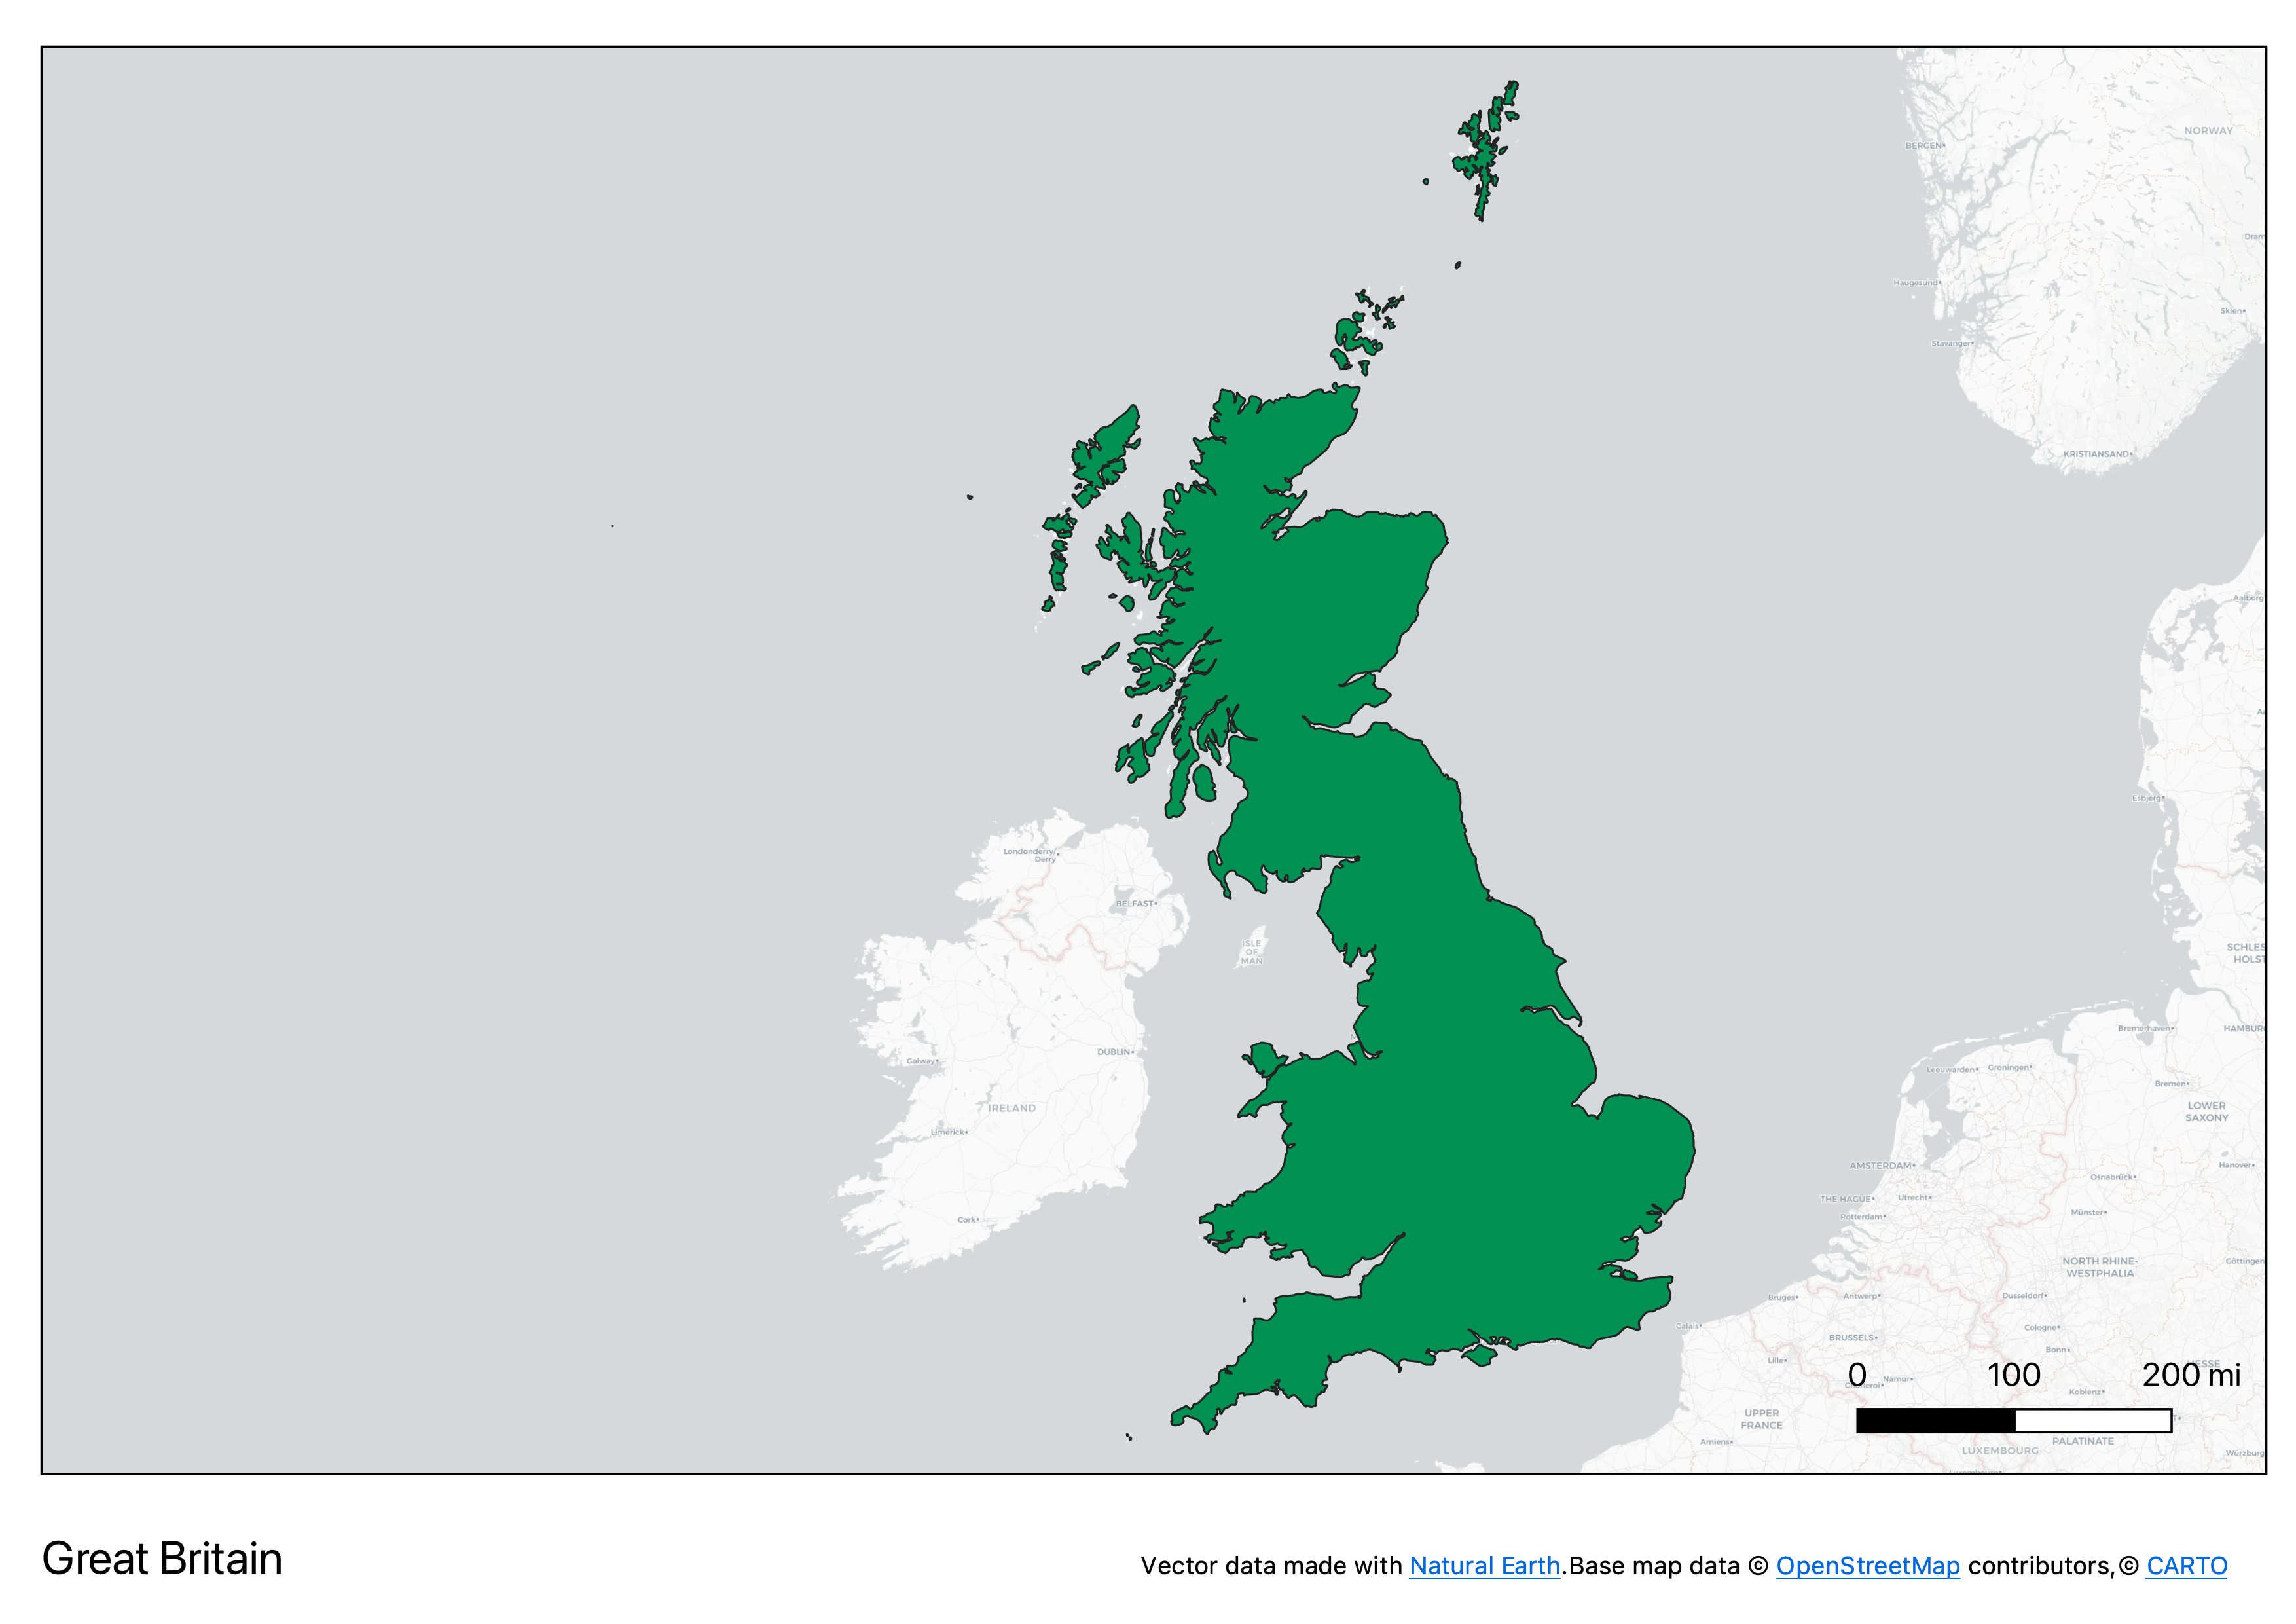 NORWAY
BERGEN
Dram
Haugesund
Skien
Stavanger
KRISTIANSAND
Aalborg
Aa
Esbjerg
Londonderry/
Derry
BELFAST
ISLE
OF
MAN
SCHLES
HOLST
Galway
DUBLIN
Bremerhaven
HAMBURG
Leeuwarden
Groningen
Bremen
IRELAND
LOWER
SAXONY
Limerick
AMSTERDAM
Osnabrück
Hanover
THE HAGUE
Utrecht
Cork
Rotterdam
Münster
NORTH RHINE-
WESTPHALIA
Göttingen
Bruges
Antwerp
Dusseldorf
Calais
Cologne
BRUSSELS
Bonn
Lille
HESSE
0 100 200 mi
Namur
Koblenz
UPPER
FRANCE
Amiens
PALATINATE
LUXEMBOURG
Würzburg
Great Britain
Vector data made with Natural Earth.Base map data © OpenStreetMap contributors,© CARTO